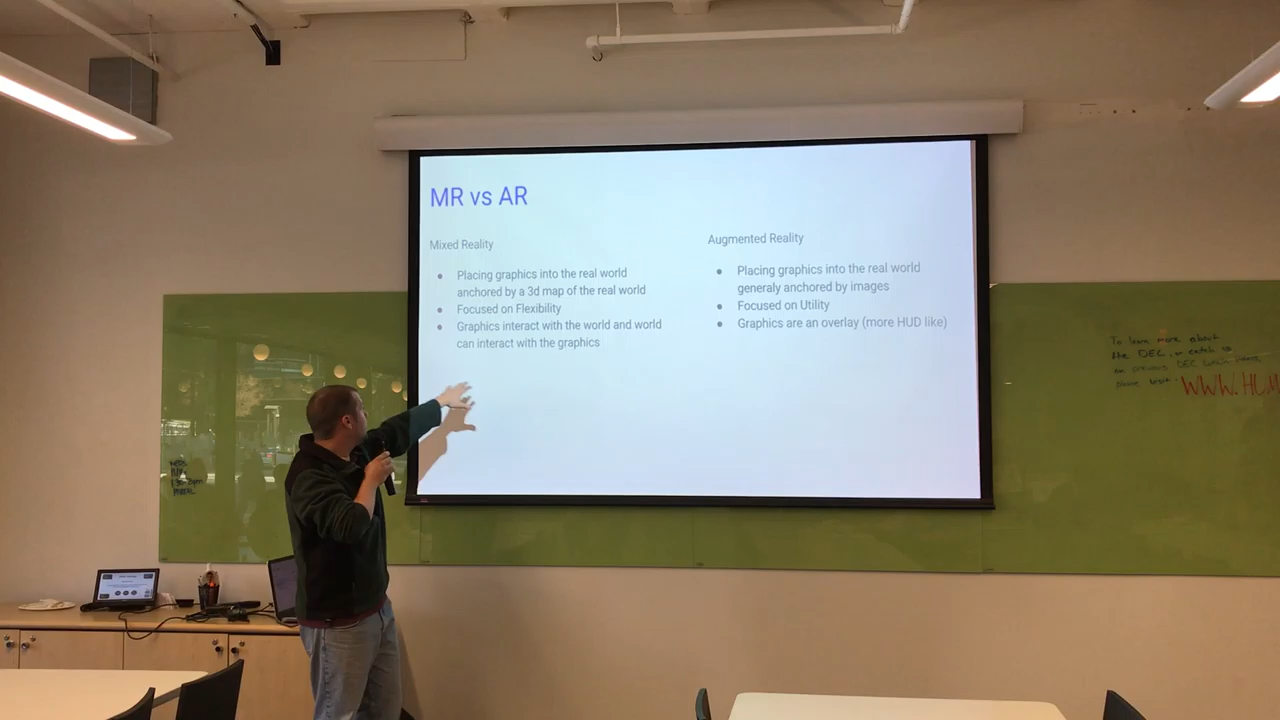 MR vs AR
Mixed Reality
● Placing graphics into the real world
anchored by a 3d map of the real world
● Focused on Flexibility
● Graphics interact with the world and world
can interact with the graphics
Augmented Reality
● Placing graphics into the real world
generaly anchored by images
● Focused on Utility
● Graphics are an overlay (more HUD like)
To learn more about
the DEC, or catch up
on previous DEC
please visit:
WWW.HUM